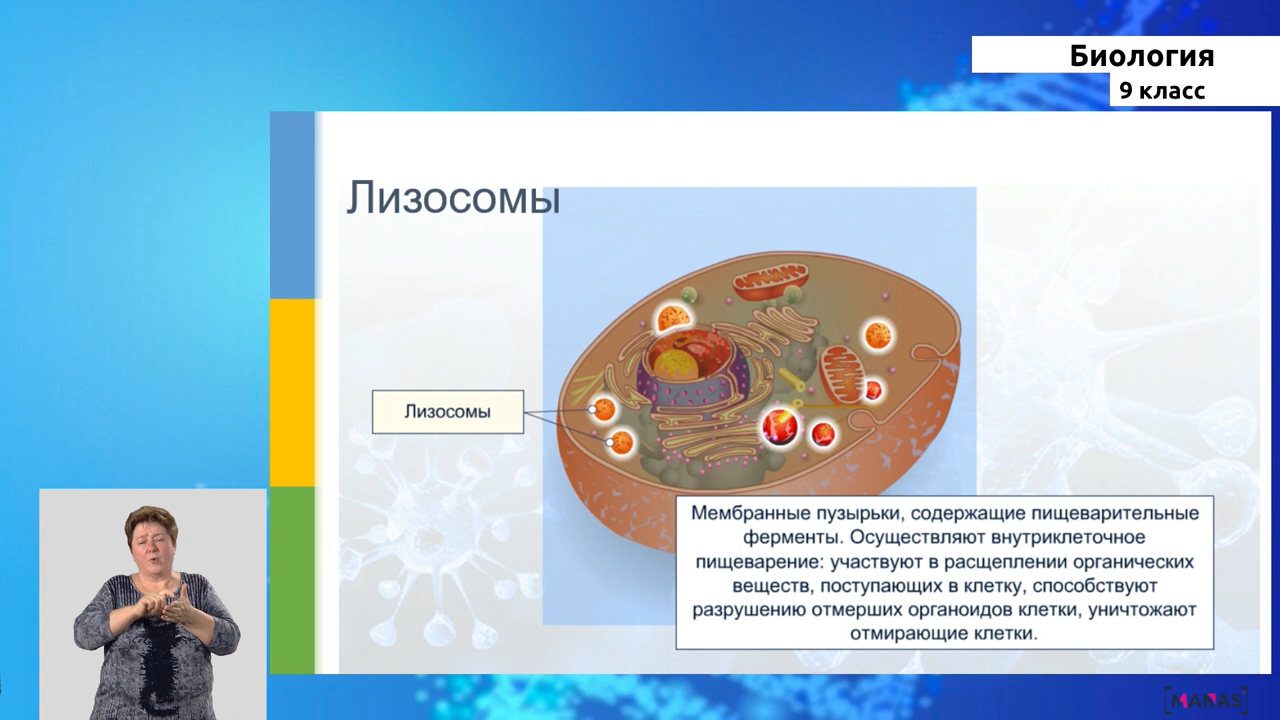 Биология
9 класс
Лизосомы
Лизосомы
Мембранные пузырьки, содержащие пищеварительные
ферменты. Осуществляют внутриклеточное
пищеварение: участвуют в расщеплении органических
веществ, поступающих в клетку, способствуют
разрушению отмерших органоидов клетки, уничтожают
отмирающие клетки.
[MANAS]